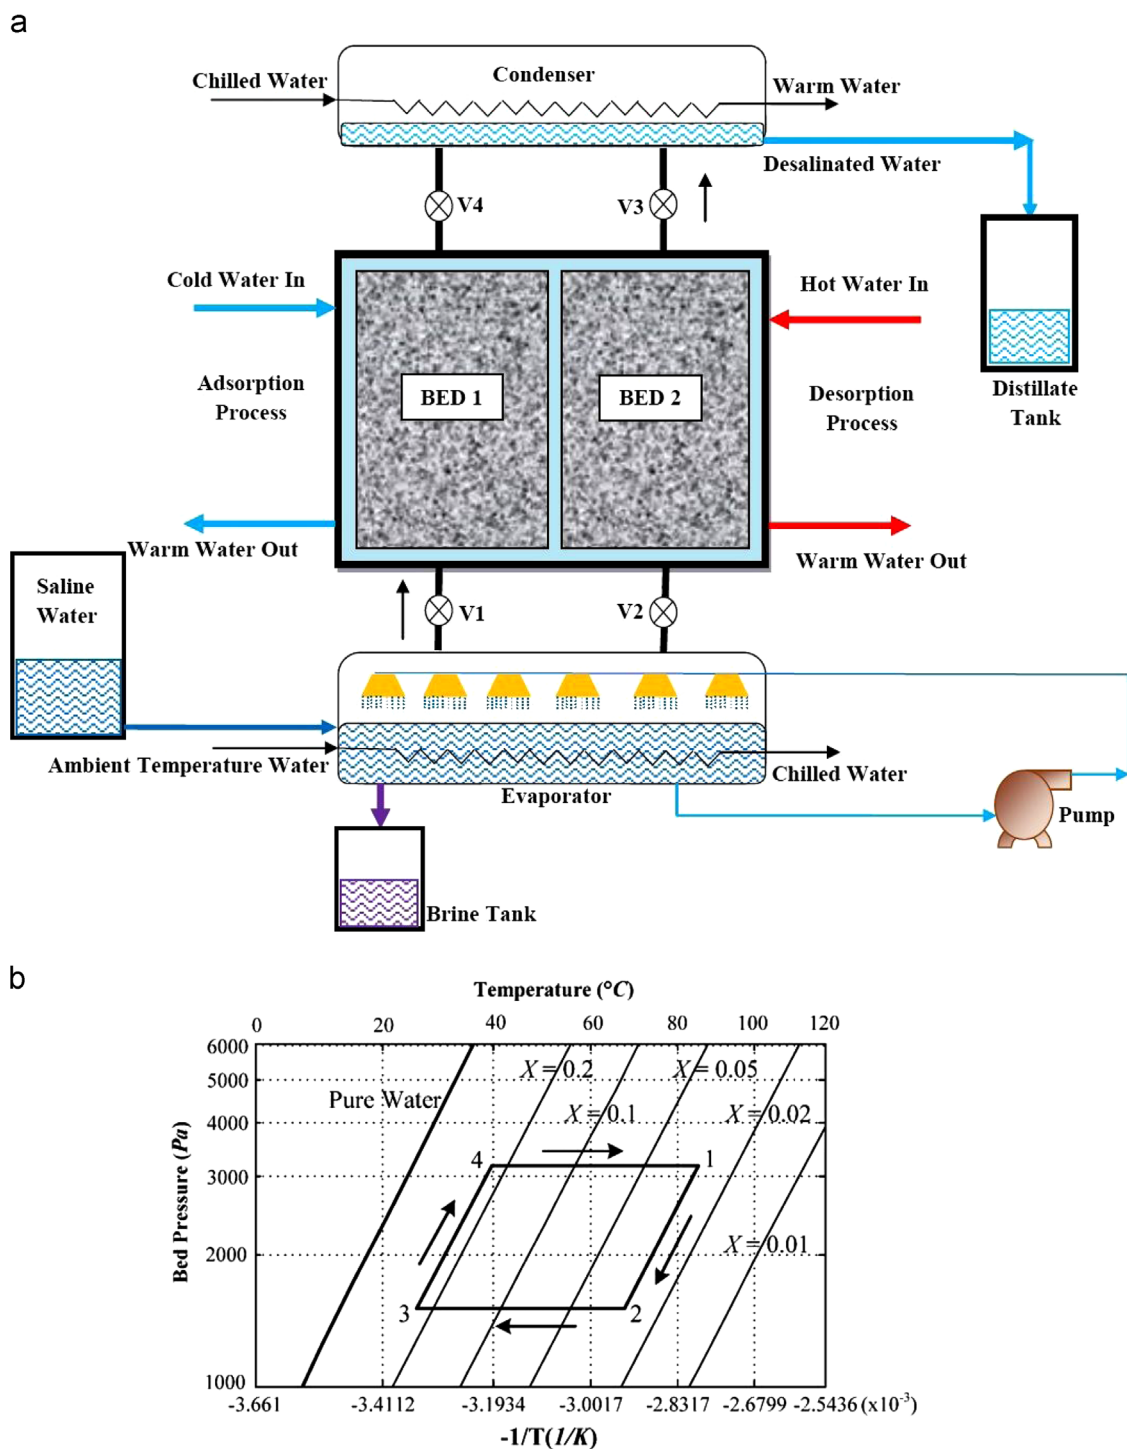 a
Condenser
Chilled Water
Warm Water
Desalinated Water
V4
V3
Cold Water In
Hot Water In
Adsorption
Process
BED 1
BED 2
Desorption
Process
Distillate
Tank
Warm Water Out
Warm Water Out
Saline
Water
V1
V2
Ambient Temperature Water
Chilled Water
Evaporator
Pump
Brine Tank
b
Temperature (°C)
0 20 40 60 80 100 120
6000
5000
4000
3000
2000
1000
Bed Pressure (Pa)
Pure Water
X = 0.2
X = 0.05
X = 0.1
X = 0.02
X = 0.01
4
1
3
2
-3.661 -3.4112 -3.1934 -3.0017 -2.8317 -2.6799 -2.5436 (x10⁻³)
-1/T(1/K)